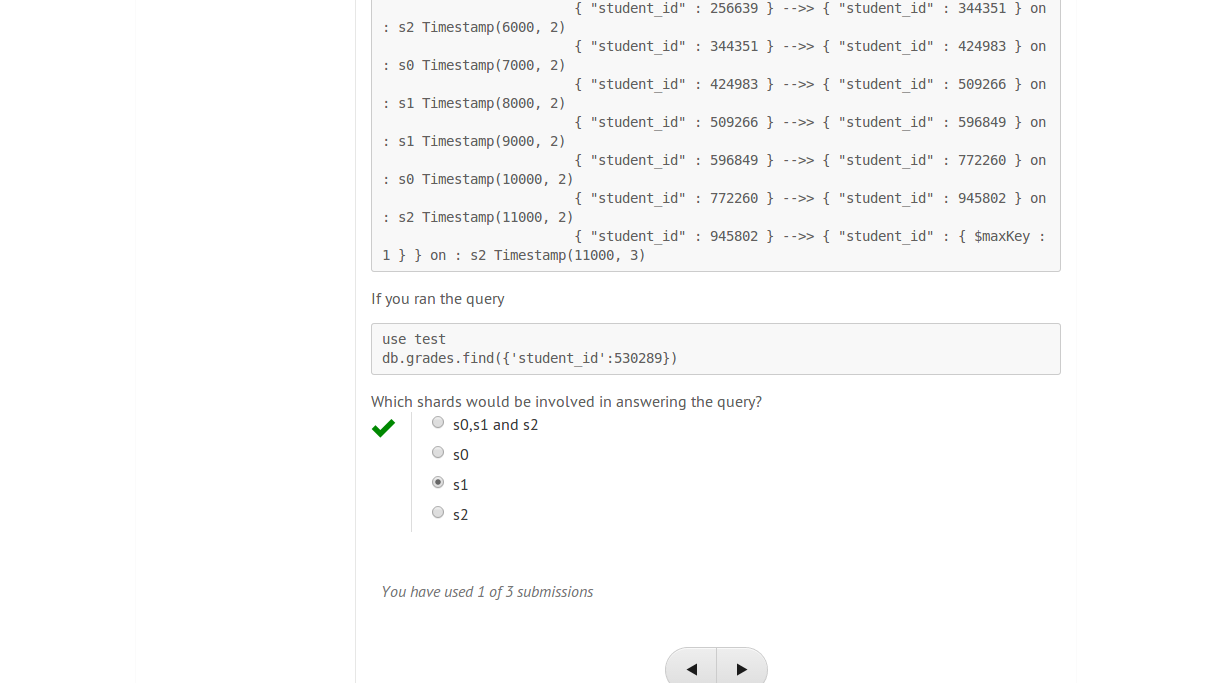 { "student_id" : 256639 } -->> { "student_id" : 344351 } on
: s2 Timestamp(6000, 2)
{ "student_id" : 344351 } -->> { "student_id" : 424983 } on
: s0 Timestamp(7000, 2)
{ "student_id" : 424983 } -->> { "student_id" : 509266 } on
: s1 Timestamp(8000, 2)
{ "student_id" : 509266 } -->> { "student_id" : 596849 } on
: s1 Timestamp(9000, 2)
{ "student_id" : 596849 } -->> { "student_id" : 772260 } on
: s0 Timestamp(10000, 2)
{ "student_id" : 772260 } -->> { "student_id" : 945802 } on
: s2 Timestamp(11000, 2)
{ "student_id" : 945802 } -->> { "student_id" : { $maxKey :
1 } } on : s2 Timestamp(11000, 3)
If you ran the query
use test
db.grades.find({'student_id':530289})
Which shards would be involved in answering the query?
s0,s1 and s2
s0
s1
s2
You have used 1 of 3 submissions